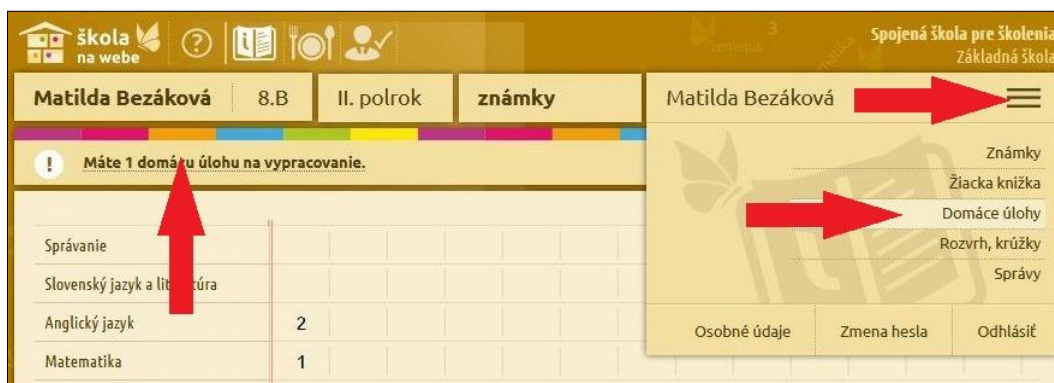 škola
na webe
Spojená škola pre školenia
Základná škola
Matilda Bezáková 8.B II. polrok známky
Máte 1 domácu úlohu na vypracovanie.
Správanie
Slovenský jazyk a literatúra
Anglický jazyk 2
Matematika 1
Matilda Bezáková
Známky
Žiacka knižka
Domáce úlohy
Rozvrh, krúžky
Správy
Osobné údaje Zmena hesla Odhlásiť